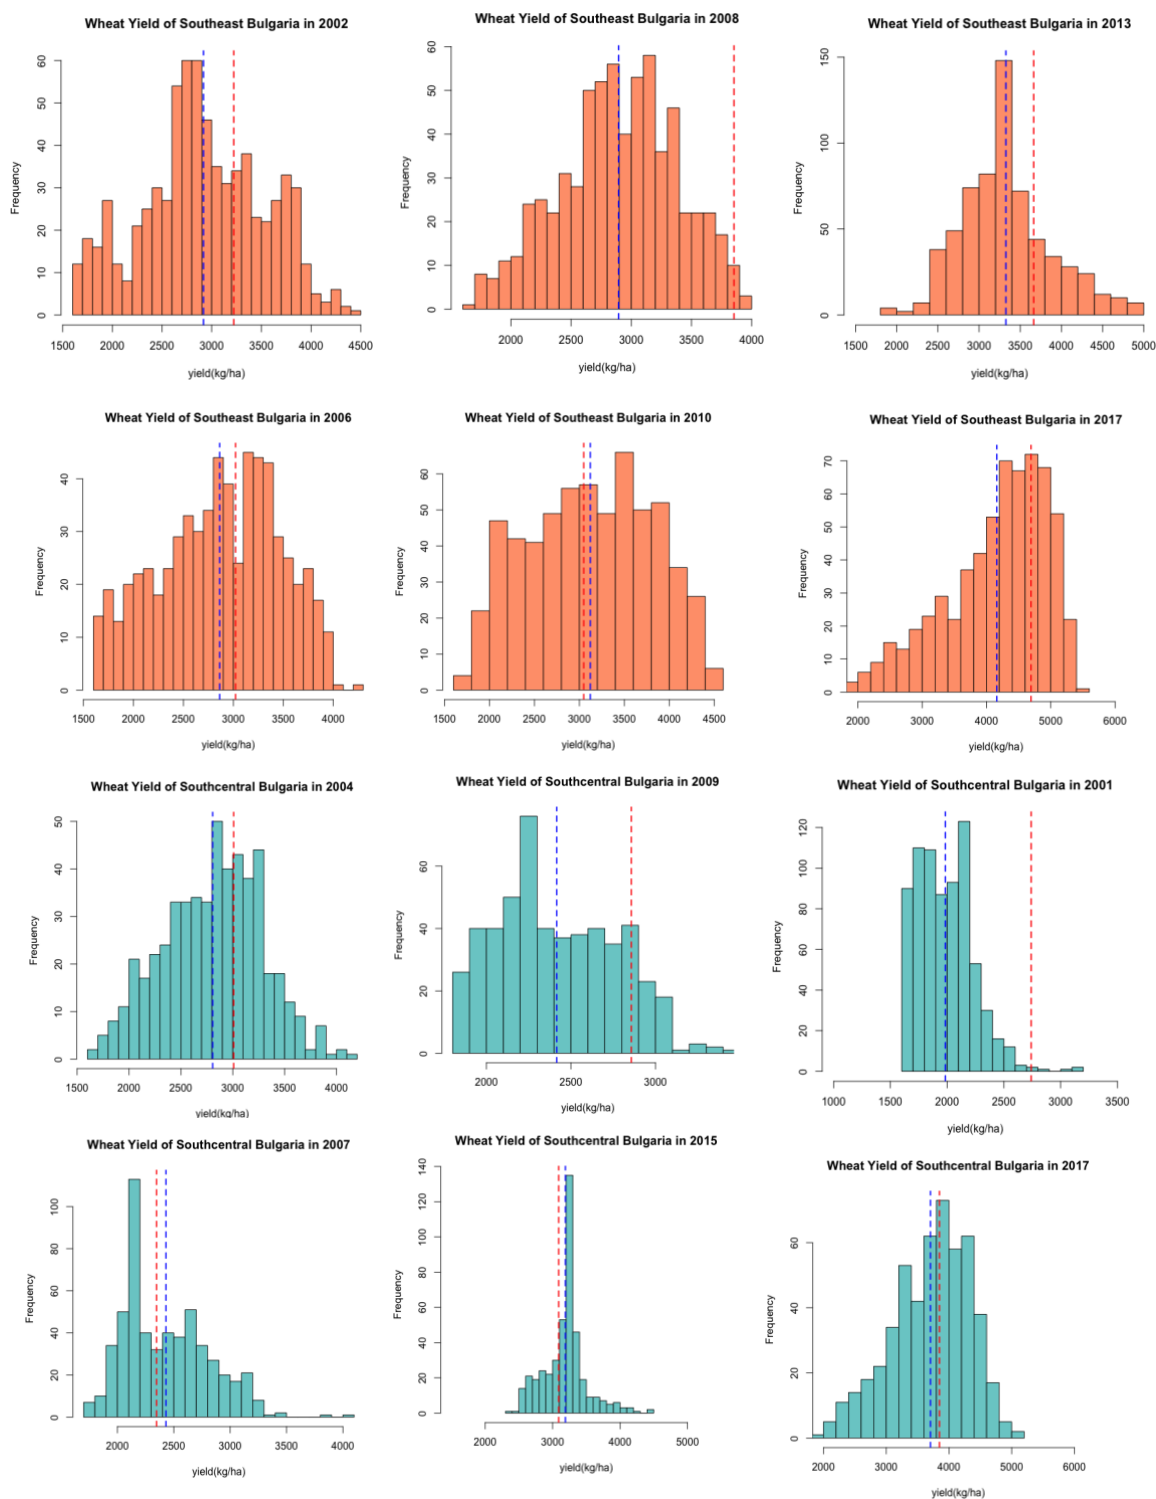 Wheat Yield of Southeast Bulgaria in 2002
Frequency
0 10 20 30 40 50 60
1500 2000 2500 3000 3500 4000 4500
yield(kg/ha)
Wheat Yield of Southeast Bulgaria in 2008
Frequency
0 10 20 30 40 50 60
2000 2500 3000 3500 4000
yield(kg/ha)
Wheat Yield of Southeast Bulgaria in 2013
Frequency
0 50 100 150
1500 2000 2500 3000 3500 4000 4500 5000
yield(kg/ha)
Wheat Yield of Southeast Bulgaria in 2006
Frequency
0 10 20 30 40
1500 2000 2500 3000 3500 4000
yield(kg/ha)
Wheat Yield of Southeast Bulgaria in 2010
Frequency
0 10 20 30 40 50 60
1500 2000 2500 3000 3500 4000 4500
yield(kg/ha)
Wheat Yield of Southeast Bulgaria in 2017
Frequency
0 10 20 30 40 50 60 70
2000 3000 4000 5000 6000
yield(kg/ha)
Wheat Yield of Southcentral Bulgaria in 2004
Frequency
0 10 20 30 40 50
1500 2000 2500 3000 3500 4000
yield(kg/ha)
Wheat Yield of Southcentral Bulgaria in 2009
Frequency
0 20 40 60
2000 2500 3000
yield(kg/ha)
Wheat Yield of Southcentral Bulgaria in 2001
Frequency
0 20 40 60 80 100 120
1000 1500 2000 2500 3000 3500
yield(kg/ha)
Wheat Yield of Southcentral Bulgaria in 2007
Frequency
0 20 40 60 80 100
2000 2500 3000 3500 4000
yield(kg/ha)
Wheat Yield of Southcentral Bulgaria in 2015
Frequency
0 20 40 60 80 100 120 140
2000 3000 4000 5000
yield(kg/ha)
Wheat Yield of Southcentral Bulgaria in 2017
Frequency
0 20 40 60
2000 3000 4000 5000 6000
yield(kg/ha)